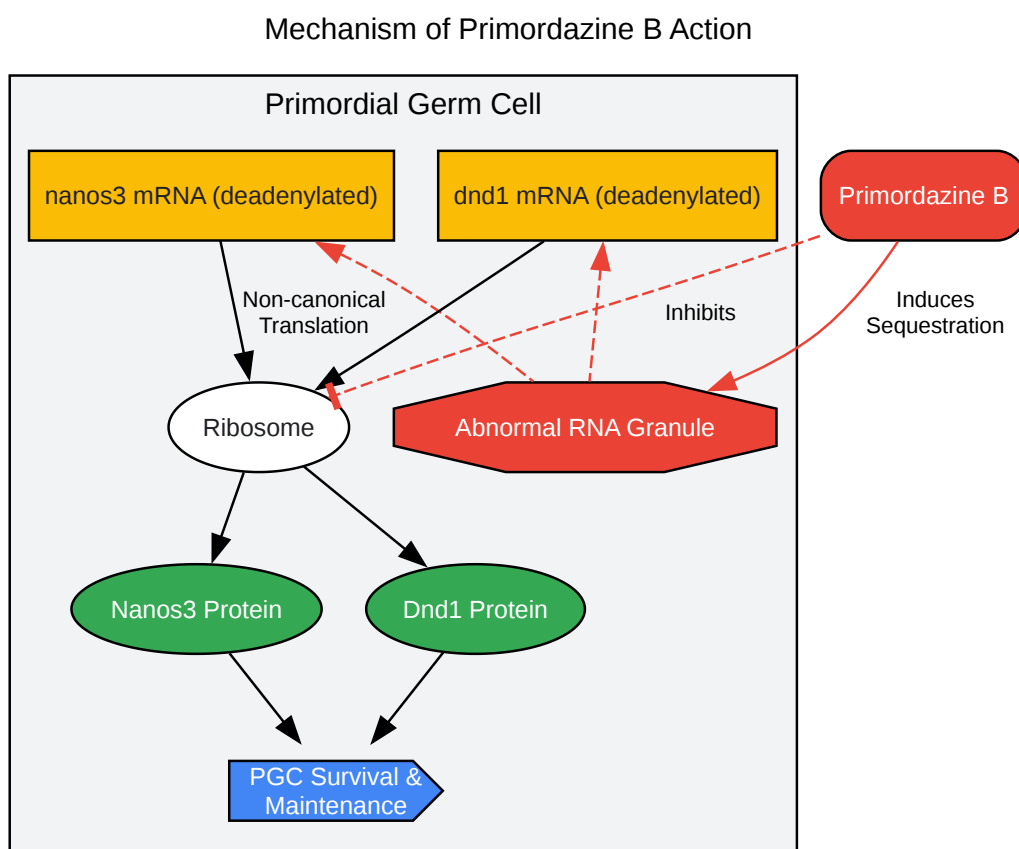 Mechanism of Primordazine B Action
Primordial Germ Cell
nanos3 mRNA (deadenylated)
dnd1 mRNA (deadenylated)
Primordazine B
Non-canonical
Translation
Inhibits
Induces
Sequestration
Ribosome
Abnormal RNA Granule
Nanos3 Protein
Dnd1 Protein
PGC Survival &
Maintenance